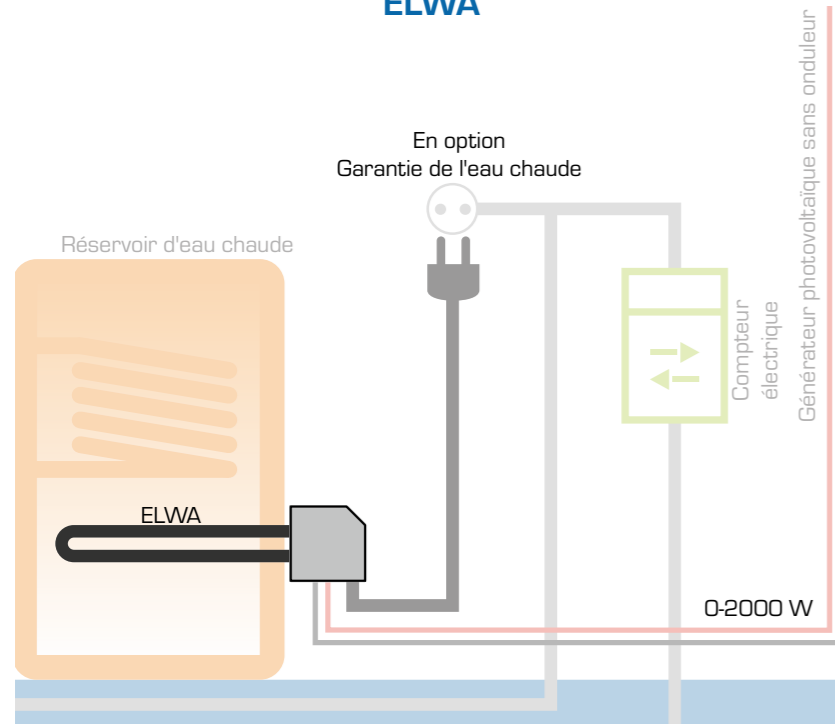 ELWA
En option
Garantie de l'eau chaude
Réservoir d'eau chaude
Compteur
électrique
Générateur photovoltaïque sans onduleur
ELWA
0-2000 W